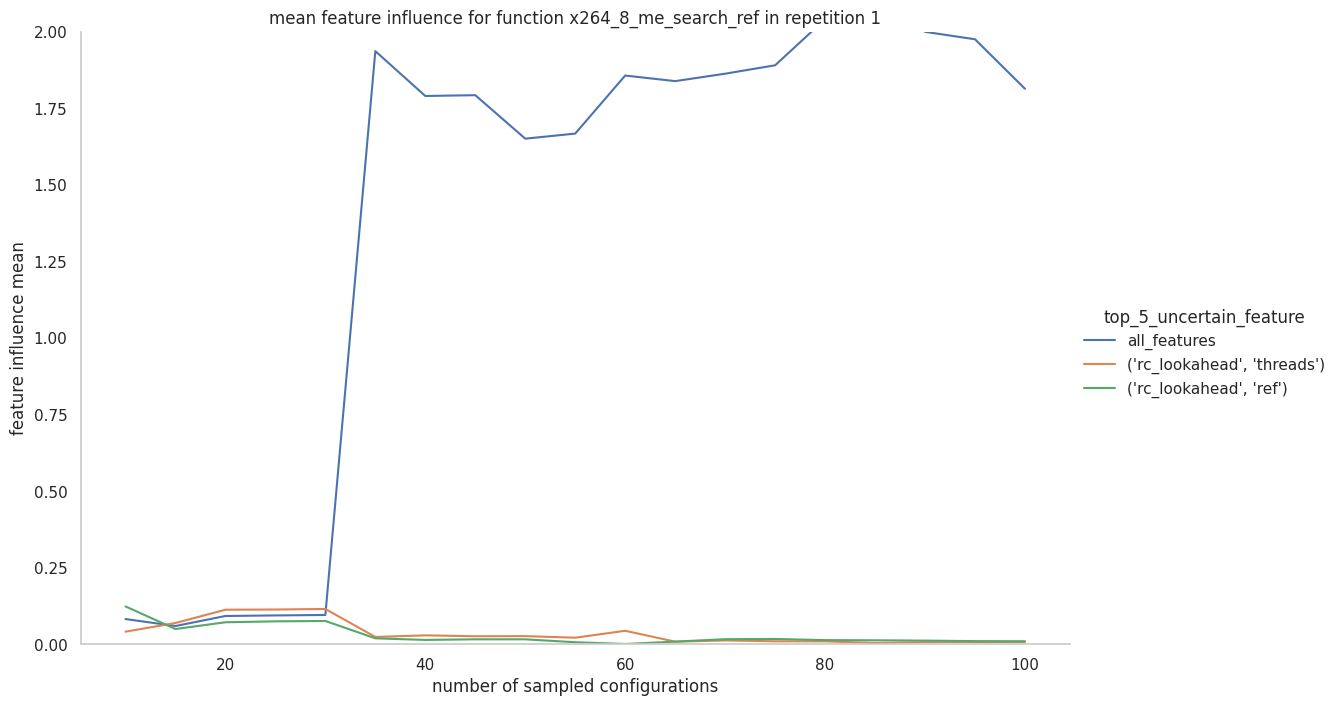 mean feature influence for function x264_8_me_search_ref in repetition 1
2.00
1.75
1.50
1.25
1.00
0.75
0.50
0.25
0.00
feature influence mean
20 40 60 80 100
number of sampled configurations
top_5_uncertain_feature
all_features
('rc_lookahead', 'threads')
('rc_lookahead', 'ref')